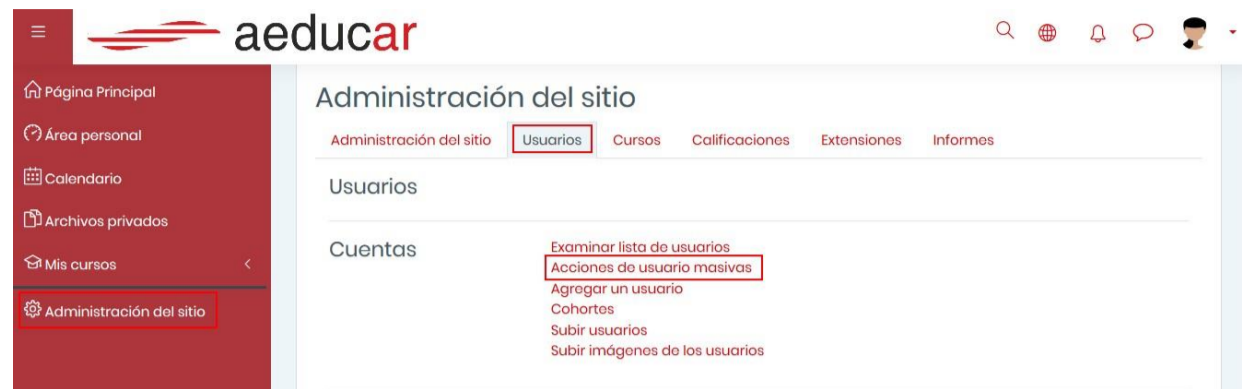 aeducar
Página Principal
Área personal
Calendario
Archivos privados
Mis cursos
Administración del sitio
Administración del sitio
Administración del sitio Usuarios Cursos Calificaciones Extensiones Informes
Usuarios
Cuentas
Examinar lista de usuarios
Acciones de usuario masivas
Agregar un usuario
Cohortes
Subir usuarios
Subir imágenes de los usuarios